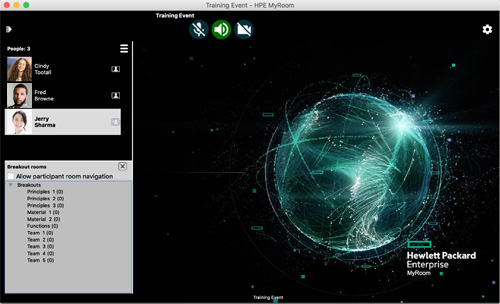 Training Event - HPE MyRoom
Training Event
People: 3
Cindy
Tootall
Fred
Browne
Jerry
Sharma
Breakout rooms
Allow participant room navigation
Breakouts
Principles 1 (0)
Principles 2 (0)
Principles 3 (0)
Material 1 (0)
Material 2 (0)
Functions (0)
Team 1 (0)
Team 2 (0)
Team 3 (0)
Team 4 (0)
Team 5 (0)
Hewlett Packard
Enterprise
MyRoom
Training Event